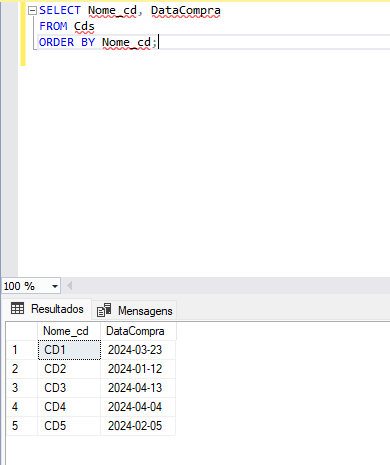 SELECT Nome_cd, DataCompra
FROM Cds
ORDER BY Nome_cd;
100 %
Resultados Mensagens
Nome_cd DataCompra
1 CD1 2024-03-23
2 CD2 2024-01-12
3 CD3 2024-04-13
4 CD4 2024-04-04
5 CD5 2024-02-05